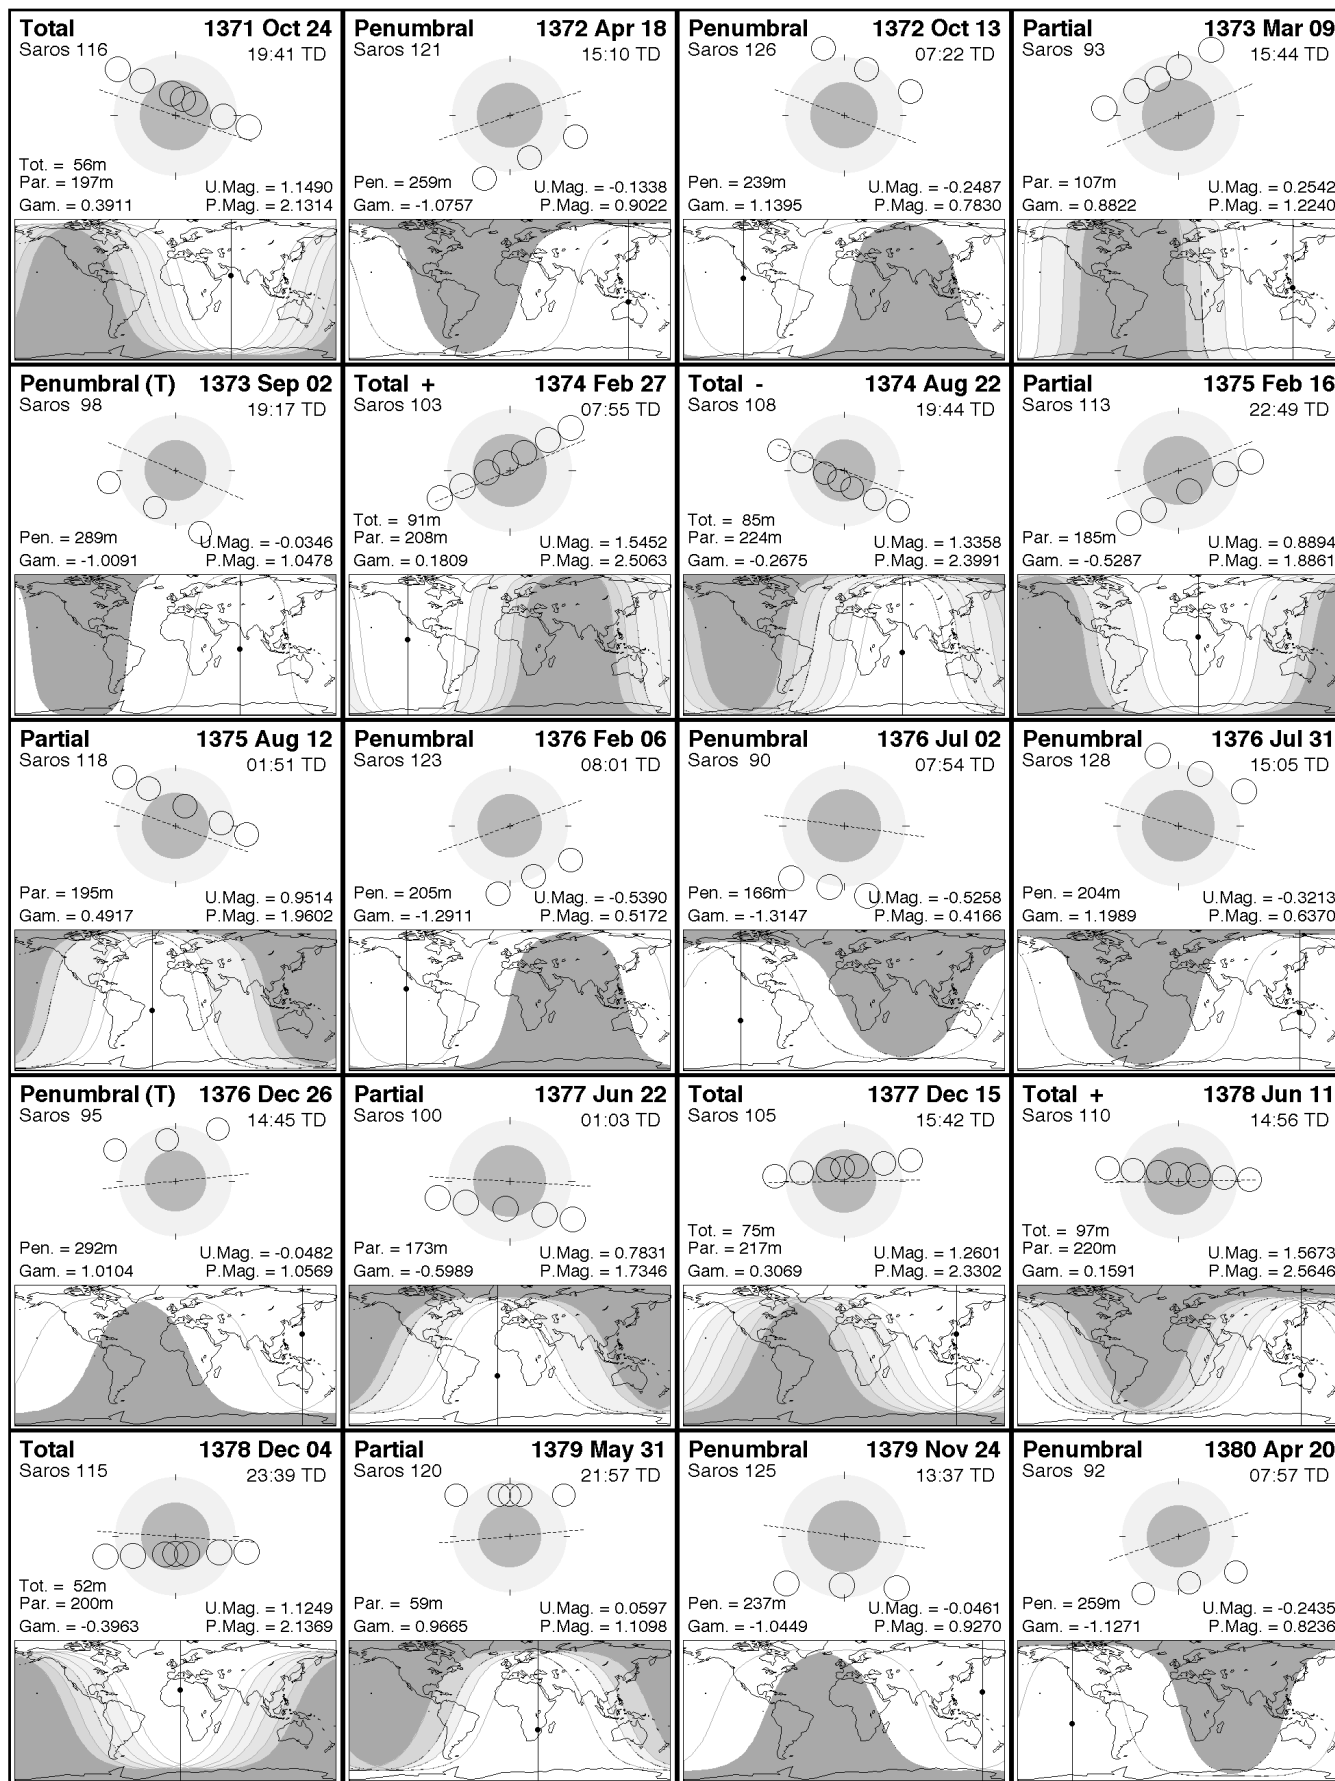 Total 1371 Oct 24
Saros 116 19:41 TD
Tot. = 56m
Par. = 197m U.Mag. = 1.1490
Gam. = 0.3911 P.Mag. = 2.1314
Penumbral 1372 Apr 18
Saros 121 15:10 TD
Pen. = 259m U.Mag. = -0.1338
Gam. = -1.0757 P.Mag. = 0.9022
Penumbral 1372 Oct 13
Saros 126 07:22 TD
Pen. = 239m U.Mag. = -0.2487
Gam. = 1.1395 P.Mag. = 0.7830
Partial 1373 Mar 09
Saros 93 15:44 TD
Par. = 107m U.Mag. = 0.2542
Gam. = 0.8822 P.Mag. = 1.2240
Penumbral (T) 1373 Sep 02
Saros 98 19:17 TD
Pen. = 289m U.Mag. = -0.0346
Gam. = -1.0091 P.Mag. = 1.0478
Total + 1374 Feb 27
Saros 103 07:55 TD
Tot. = 91m
Par. = 208m U.Mag. = 1.5452
Gam. = 0.1809 P.Mag. = 2.5063
Total - 1374 Aug 22
Saros 108 19:44 TD
Tot. = 85m
Par. = 224m U.Mag. = 1.3358
Gam. = -0.2675 P.Mag. = 2.3991
Partial 1375 Feb 16
Saros 113 22:49 TD
Par. = 185m U.Mag. = 0.8894
Gam. = -0.5287 P.Mag. = 1.8861
Partial 1375 Aug 12
Saros 118 01:51 TD
Par. = 195m U.Mag. = 0.9514
Gam. = 0.4917 P.Mag. = 1.9602
Penumbral 1376 Feb 06
Saros 123 08:01 TD
Pen. = 205m U.Mag. = -0.5390
Gam. = -1.2911 P.Mag. = 0.5172
Penumbral 1376 Jul 02
Saros 90 07:54 TD
Pen. = 166m U.Mag. = -0.5258
Gam. = -1.3147 P.Mag. = 0.4166
Penumbral 1376 Jul 31
Saros 128 15:05 TD
Pen. = 204m U.Mag. = -0.3213
Gam. = 1.1989 P.Mag. = 0.6370
Penumbral (T) 1376 Dec 26
Saros 95 14:45 TD
Pen. = 292m U.Mag. = -0.0482
Gam. = 1.0104 P.Mag. = 1.0569
Partial 1377 Jun 22
Saros 100 01:03 TD
Par. = 173m U.Mag. = 0.7831
Gam. = -0.5989 P.Mag. = 1.7346
Total 1377 Dec 15
Saros 105 15:42 TD
Tot. = 75m
Par. = 217m U.Mag. = 1.2601
Gam. = 0.3069 P.Mag. = 2.3302
Total + 1378 Jun 11
Saros 110 14:56 TD
Tot. = 97m
Par. = 220m U.Mag. = 1.5673
Gam. = 0.1591 P.Mag. = 2.5646
Total 1378 Dec 04
Saros 115 23:39 TD
Tot. = 52m
Par. = 200m U.Mag. = 1.1249
Gam. = -0.3963 P.Mag. = 2.1369
Partial 1379 May 31
Saros 120 21:57 TD
Par. = 59m U.Mag. = 0.0597
Gam. = 0.9665 P.Mag. = 1.1098
Penumbral 1379 Nov 24
Saros 125 13:37 TD
Pen. = 237m U.Mag. = -0.0461
Gam. = -1.0449 P.Mag. = 0.9270
Penumbral 1380 Apr 20
Saros 92 07:57 TD
Pen. = 259m U.Mag. = -0.2435
Gam. = -1.1271 P.Mag. = 0.8236